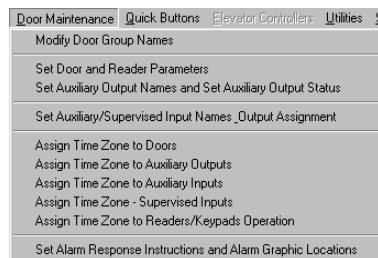 Door Maintenance Quick Buttons Elevator Controllers Utilities
Modify Door Group Names
Set Door and Reader Parameters
Set Auxiliary Output Names and Set Auxiliary Output Status
Set Auxiliary/Supervised Input Names _Output Assignment
Assign Time Zone to Doors
Assign Time Zone to Auxiliary Outputs
Assign Time Zone to Auxiliary Inputs
Assign Time Zone - Supervised Inputs
Assign Time Zone to Readers/Keypads Operation
Set Alarm Response Instructions and Alarm Graphic Locations